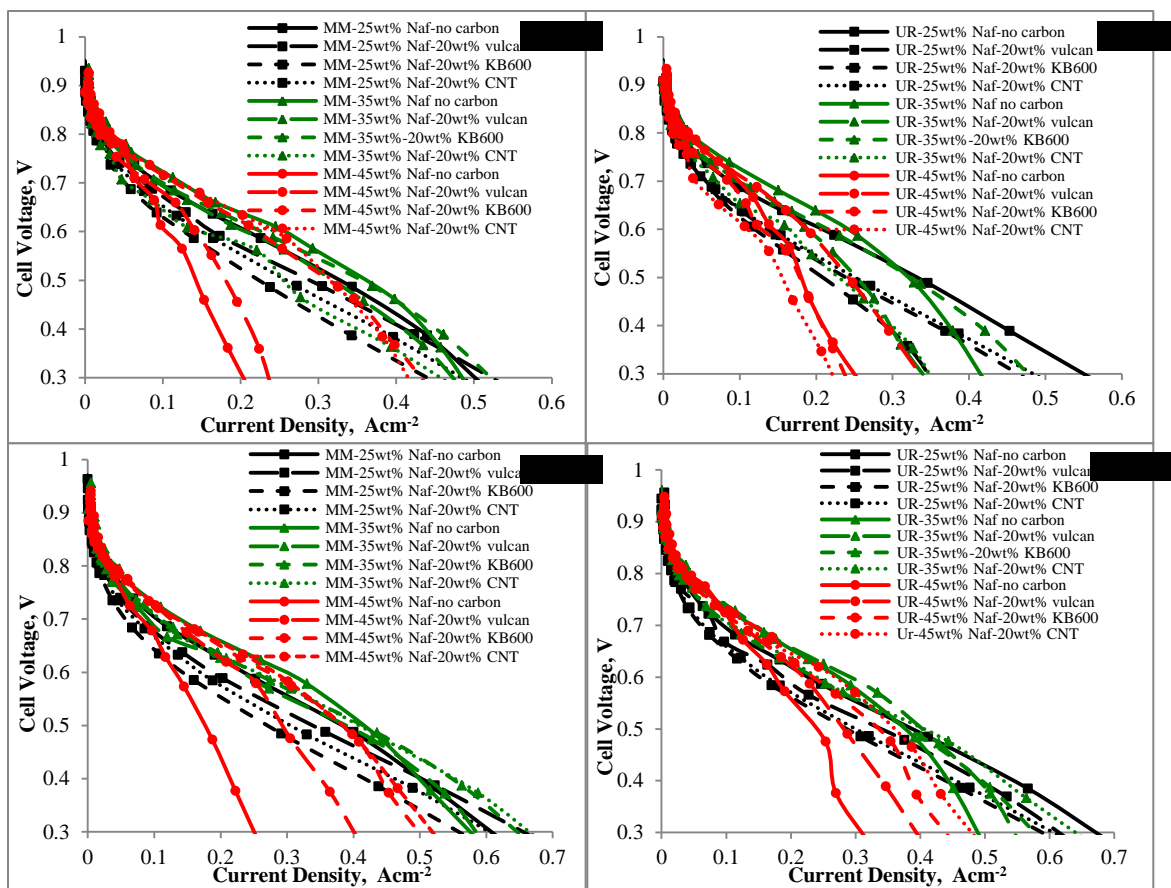 MM-25wt% Naf-no carbon
MM-25wt% Naf-20wt% vulcan
MM-25wt% Naf-20wt% KB600
MM-25wt% Naf-20wt% CNT
MM-35wt% Naf no carbon
MM-35wt% Naf-20wt% vulcan
MM-35wt%-20wt% KB600
MM-35wt% Naf-20wt% CNT
MM-45wt% Naf-no carbon
MM-45wt% Naf-20wt% vulcan
MM-45wt% Naf-20wt% KB600
MM-45wt% Naf-20wt% CNT
1
0.9
0.8
0.7
0.6
0.5
0.4
0.3
Cell Voltage, V
0 0.1 0.2 0.3 0.4 0.5 0.6
Current Density, Acm-2
UR-25wt% Naf-no carbon
UR-25wt% Naf-20wt% vulcan
UR-25wt% Naf-20wt% KB600
UR-25wt% Naf-20wt% CNT
UR-35wt% Naf no carbon
UR-35wt% Naf-20wt% vulcan
UR-35wt%-20wt% KB600
UR-35wt% Naf-20wt% CNT
UR-45wt% Naf-no carbon
UR-45wt% Naf-20wt% vulcan
UR-45wt% Naf-20wt% KB600
UR-45wt% Naf-20wt% CNT
1
0.9
0.8
0.7
0.6
0.5
0.4
0.3
Cell Voltage, V
0 0.1 0.2 0.3 0.4 0.5 0.6
Current Density, Acm-2
MM-25wt% Naf-no carbon
MM-25wt% Naf-20wt% vulcan
MM-25wt% Naf-20wt% KB600
MM-25wt% Naf-20wt% CNT
MM-35wt% Naf no carbon
MM-35wt% Naf-20wt% vulcan
MM-35wt% Naf-20wt% KB600
MM-35wt% Naf-20wt% CNT
MM-45wt% Naf-no carbon
MM-45wt% Naf-20wt% vulcan
MM-45wt% Naf-20wt% KB600
MM-45wt% Naf-20wt% CNT
1
0.9
0.8
0.7
0.6
0.5
0.4
0.3
Cell Voltage, V
0 0.1 0.2 0.3 0.4 0.5 0.6 0.7
Current Density, Acm-2
UR-25wt% Naf-no carbon
UR-25wt% Naf-20wt% vulcan
UR-25wt% Naf-20wt% KB600
UR-25wt% Naf-20wt% CNT
UR-35wt% Naf no carbon
UR-35wt% Naf-20wt% vulcan
UR-35wt%-20wt% KB600
UR-35wt% Naf-20wt% CNT
UR-45wt% Naf-no carbon
UR-45wt% Naf-20wt% vulcan
UR-45wt% Naf-20wt% KB600
Ur-45wt% Naf-20wt% CNT
1
0.9
0.8
0.7
0.6
0.5
0.4
0.3
Cell Voltage, V
0 0.1 0.2 0.3 0.4 0.5 0.6 0.7
Current Density, Acm-2